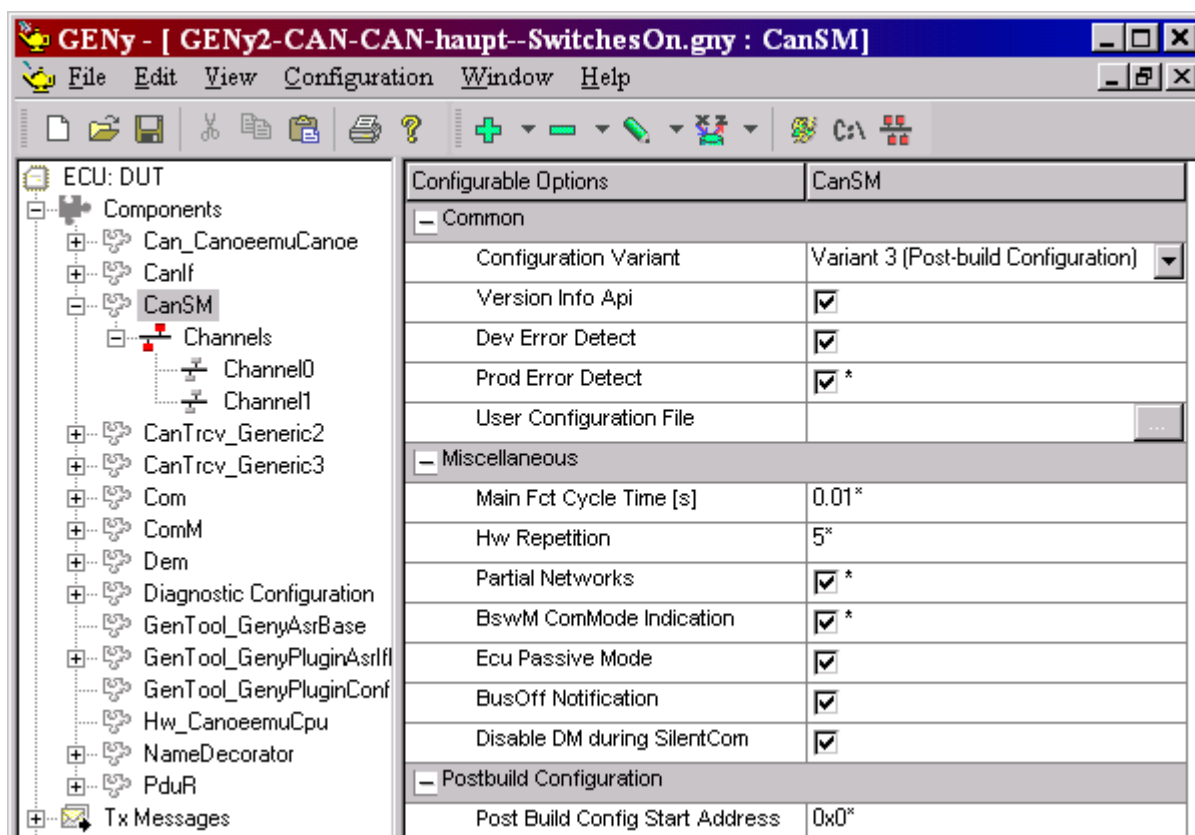 GENy - [ GENy2-CAN-CAN-haupt--SwitchesOn.gny : CanSM]
File Edit View Configuration Window Help
C:\
ECU: DUT
Components
Can_CanoeemuCanoe
CanIf
CanSM
Channels
Channel0
Channel1
CanTrcv_Generic2
CanTrcv_Generic3
Com
ComM
Dem
Diagnostic Configuration
GenTool_GenyAsrBase
GenTool_GenyPluginAsrIfl
GenTool_GenyPluginConf
Hw_CanoeemuCpu
NameDecorator
PduR
Tx Messages
Configurable Options CanSM
Common
Configuration Variant Variant 3 (Post-build Configuration)
Version Info Api
Dev Error Detect
Prod Error Detect *
User Configuration File ...
Miscellaneous
Main Fct Cycle Time [s] 0.01*
Hw Repetition 5*
Partial Networks *
BswM ComMode Indication *
Ecu Passive Mode
BusOff Notification
Disable DM during SilentCom
Postbuild Configuration
Post Build Config Start Address 0x0*